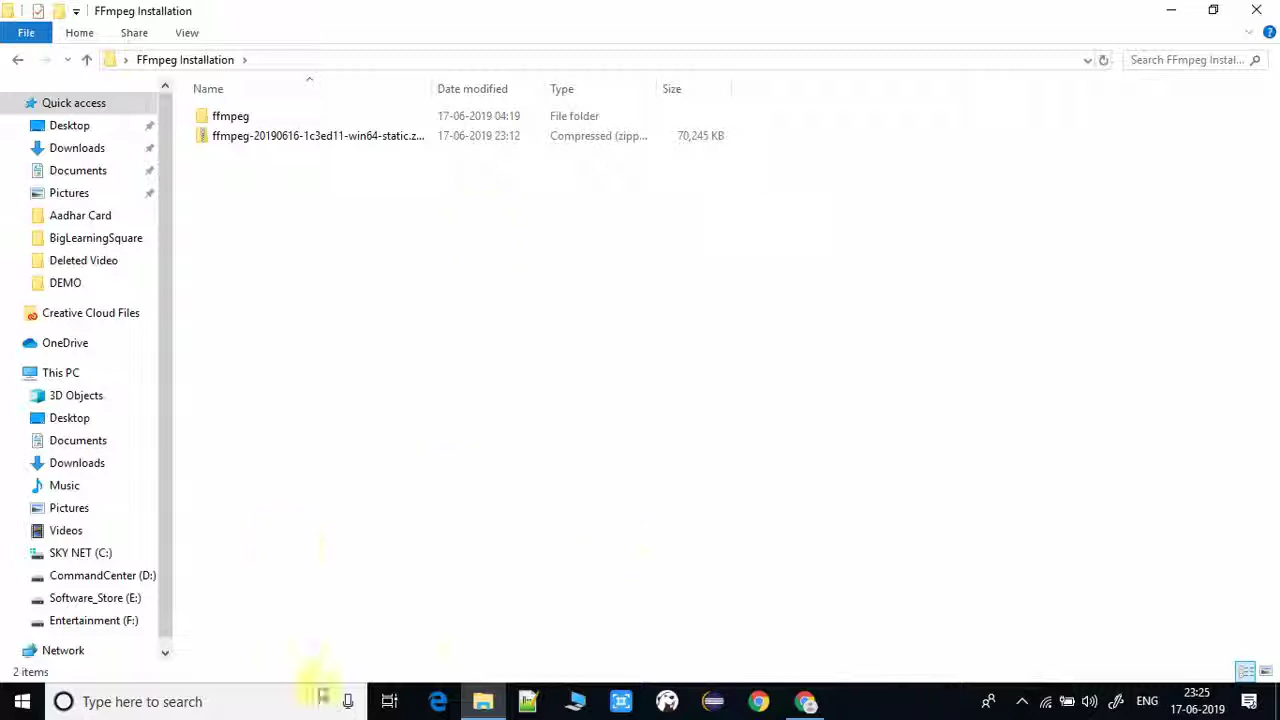 FFmpeg Installation
File Home Share View
FFmpeg Installation
Search FFmpeg Instal...
Name Date modified Type Size
Quick access
Desktop
Downloads
Documents
Pictures
Aadhar Card
BigLearningSquare
Deleted Video
DEMO
Creative Cloud Files
OneDrive
This PC
3D Objects
Desktop
Documents
Downloads
Music
Pictures
Videos
SKY NET (C:)
CommandCenter (D:)
Software_Store (E:)
Entertainment (F:)
Network
ffmpeg 17-06-2019 04:19 File folder
ffmpeg-20190616-1c3ed11-win64-static.z... 17-06-2019 23:12 Compressed (zipp... 70,245 KB
2 items
Type here to search
ENG
23:25
17-06-2019